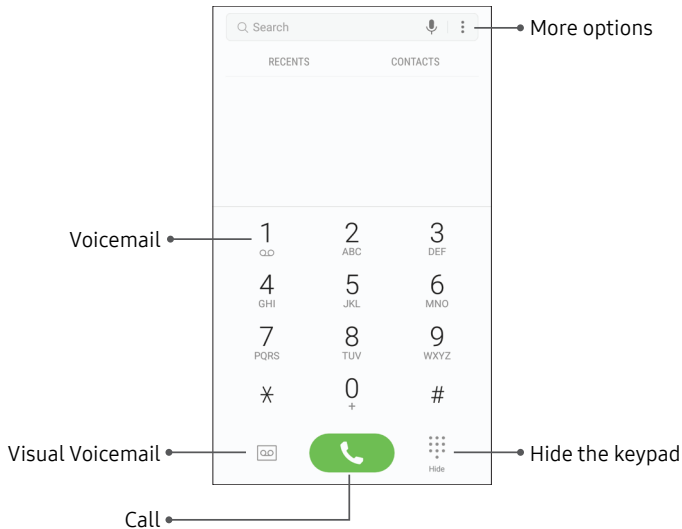 Search
More options
RECENTS CONTACTS
Voicemail
1 2 3
ABC DEF
4 5 6
GHI JKL MNO
7 8 9
PQRS TUV WXYZ
* 0 #
+
Visual Voicemail
Hide the keypad
Hide
Call